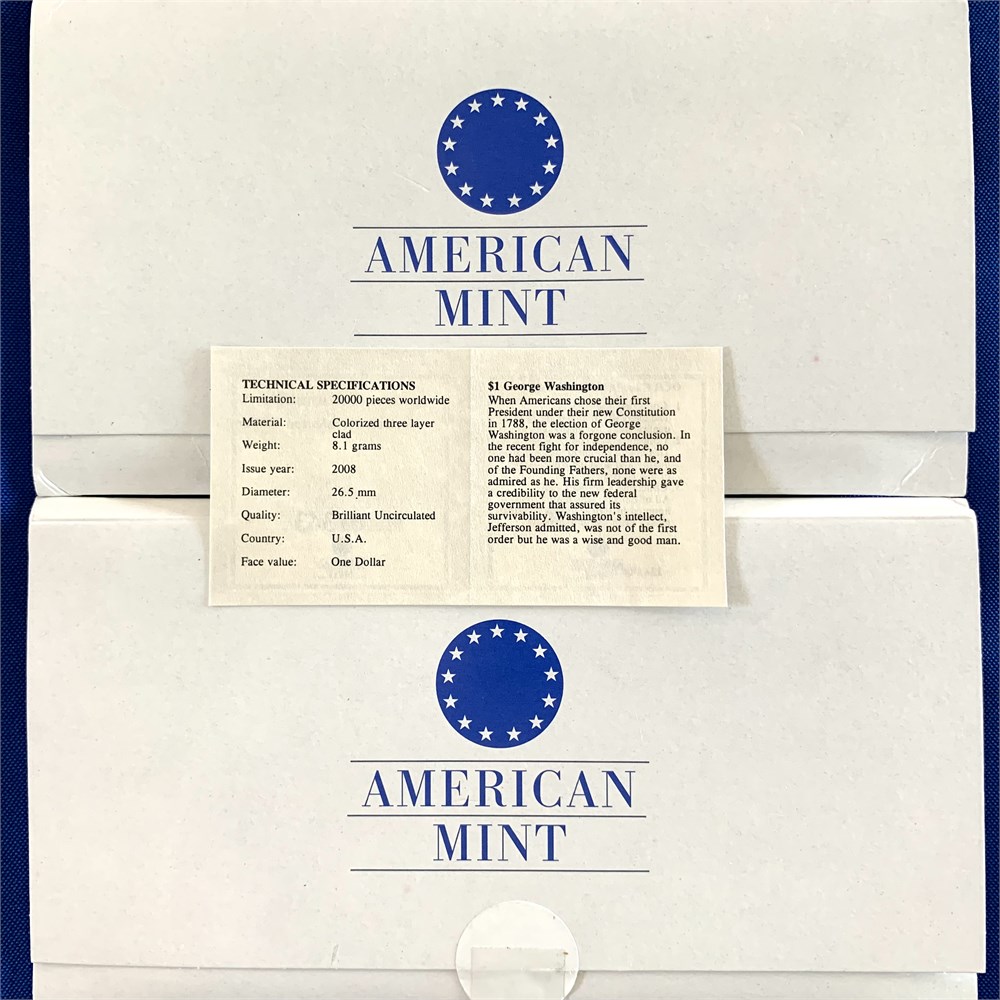 AMERICAN
MINT
TECHNICAL SPECIFICATIONS
Limitation: 20000 pieces worldwide
Material: Colorized three layer
clad
Weight: 8.1 grams
Issue year: 2008
Diameter: 26.5 mm
Quality: Brilliant Uncirculated
Country: U.S.A.
Face value: One Dollar
$1 George Washington
When Americans chose their first
President under their new Constitution
in 1788, the election of George
Washington was a forgone conclusion. In
the recent fight for independence, no
one had been more crucial than he, and
of the Founding Fathers, none were as
admired as he. His firm leadership gave
a credibility to the new federal
government that assured its
survivability. Washington's intellect,
Jefferson admitted, was not of the first
order but he was a wise and good man.
AMERICAN
MINT